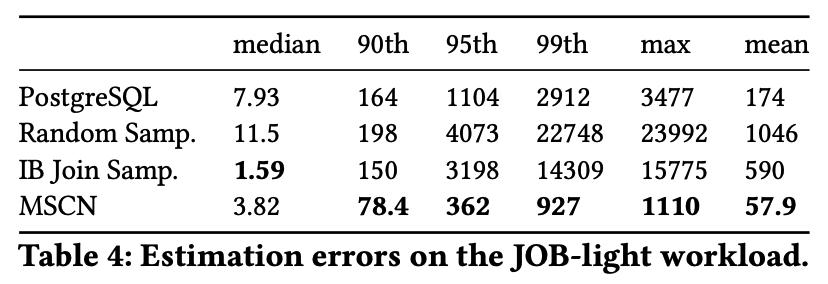 median 90th 95th 99th max mean
PostgreSQL 7.93 164 1104 2912 3477 174
Random Samp. 11.5 198 4073 22748 23992 1046
IB Join Samp. 1.59 150 3198 14309 15775 590
MSCN 3.82 78.4 362 927 1110 57.9
Table 4: Estimation errors on the JOB-light workload.